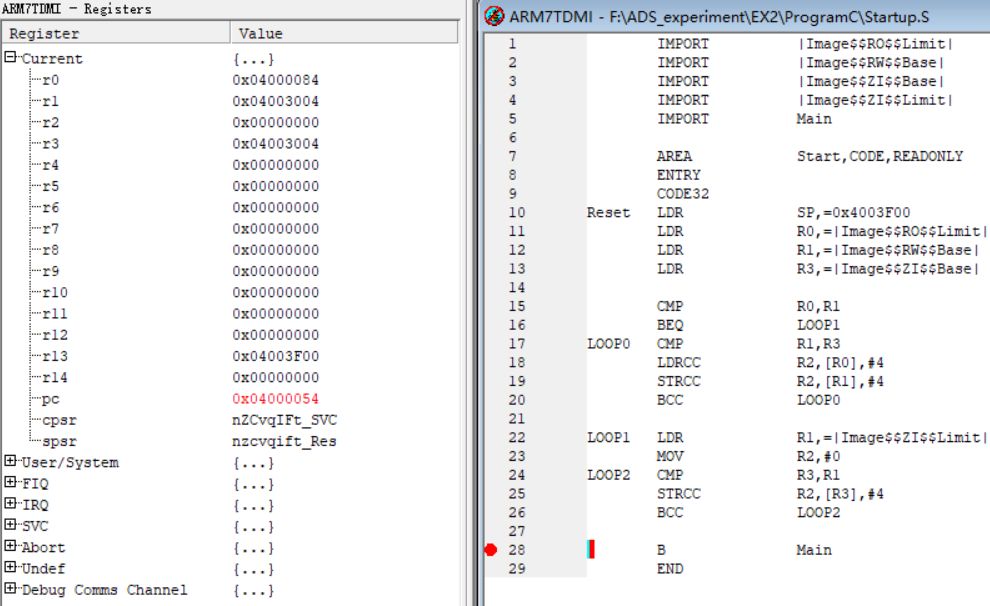 ARM7TDMI - Registers
Register Value
Current {...}
r0 0x04000084
r1 0x04003004
r2 0x00000000
r3 0x04003004
r4 0x00000000
r5 0x00000000
r6 0x00000000
r7 0x00000000
r8 0x00000000
r9 0x00000000
r10 0x00000000
r11 0x00000000
r12 0x00000000
r13 0x04003F00
r14 0x00000000
pc 0x04000054
cpsr nZCvqIFt_SVC
spsr nzcvqift_Res
User/System {...}
FIQ {...}
IRQ {...}
SVC {...}
Abort {...}
Undef {...}
Debug Comms Channel {...}
ARM7TDMI - F:\ADS_experiment\EX2\ProgramC\Startup.S
1 IMPORT |Image$$RO$$Limit|
2 IMPORT |Image$$RW$$Base|
3 IMPORT |Image$$ZI$$Base|
4 IMPORT |Image$$ZI$$Limit|
5 IMPORT Main
6
7 AREA Start,CODE,READONLY
8 ENTRY
9 CODE32
10 Reset LDR SP,=0x4003F00
11 LDR R0,=|Image$$RO$$Limit|
12 LDR R1,=|Image$$RW$$Base|
13 LDR R3,=|Image$$ZI$$Base|
14
15 CMP R0,R1
16 BEQ LOOP1
17 LOOP0 CMP R1,R3
18 LDRCC R2,[R0],#4
19 STRCC R2,[R1],#4
20 BCC LOOP0
21
22 LOOP1 LDR R1,=|Image$$ZI$$Limit|
23 MOV R2,#0
24 LOOP2 CMP R3,R1
25 STRCC R2,[R3],#4
26 BCC LOOP2
27
28 B Main
29 END